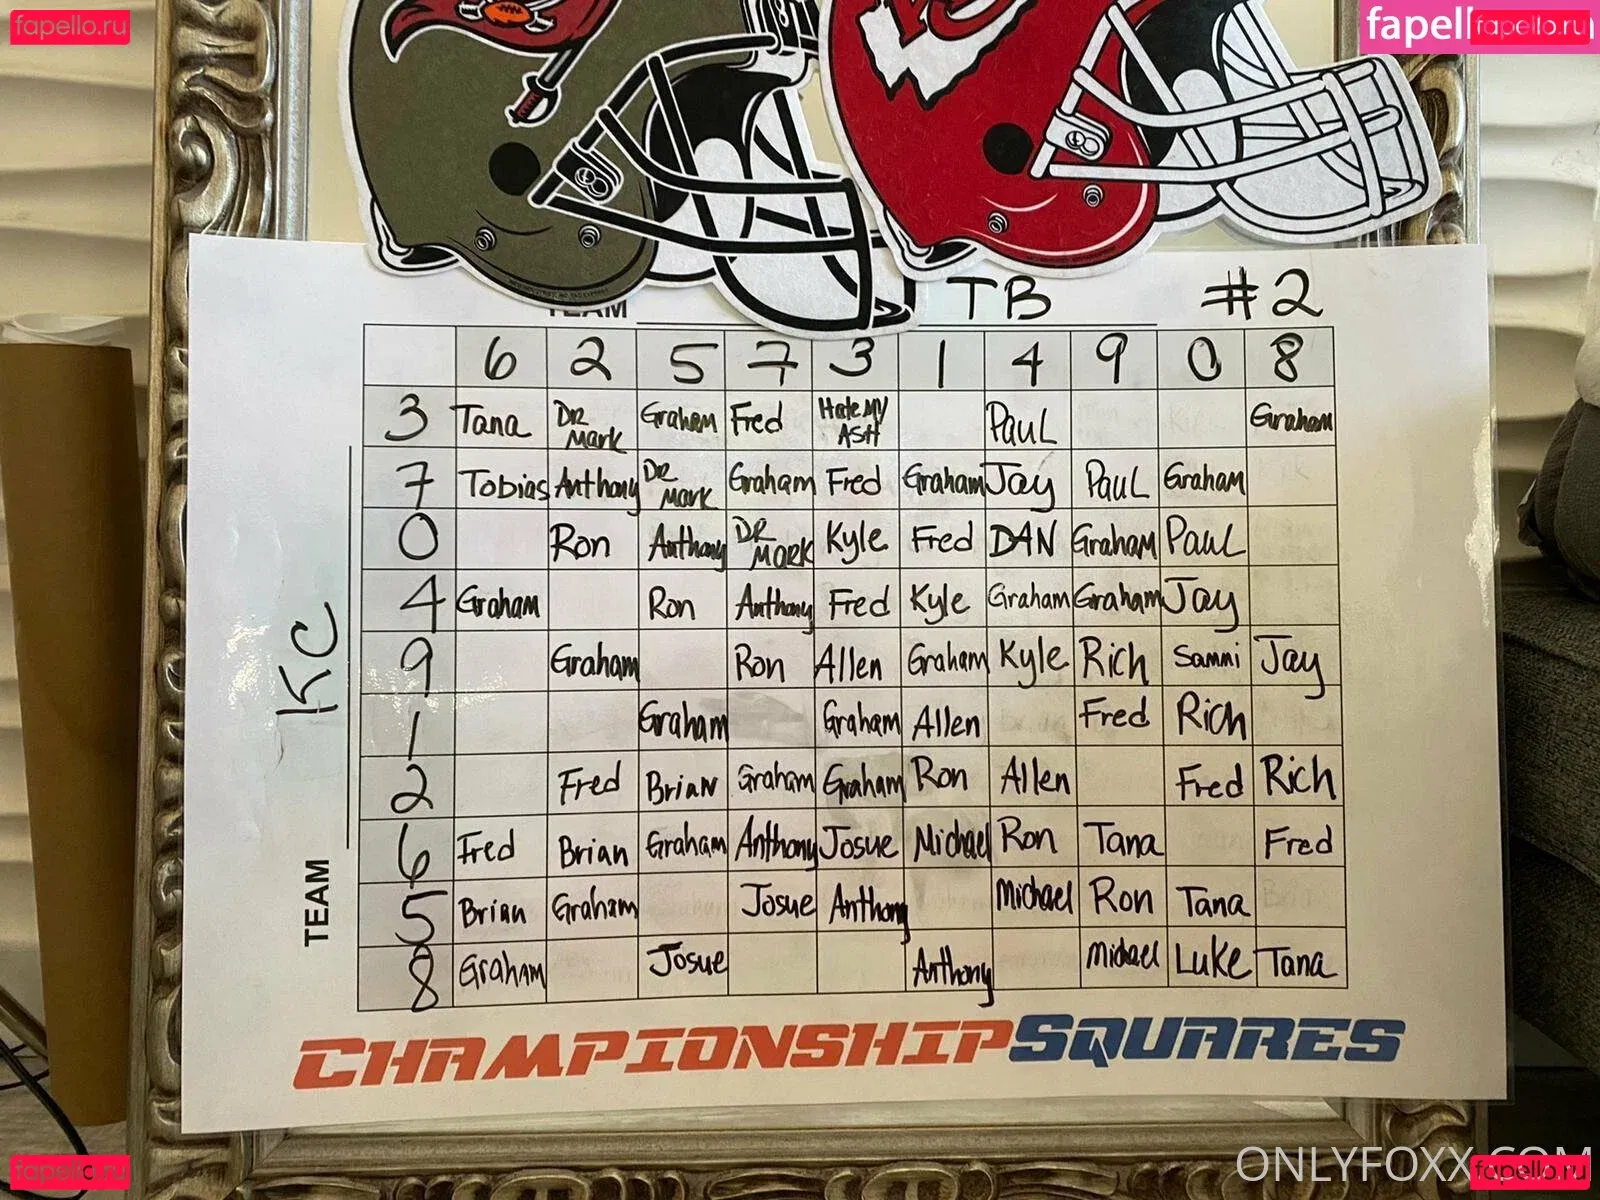 fapello.ru
fapello.ru
TEAM TB #2
6 2 5 7 3 1 4 9 0 8
3 Tana DR MARK Graham Fred Hate My ASH PAUL Graham
7 Tobias Anthony DR MARK Graham Fred Graham Jay PAUL Graham
0 Ron Anthony DR MARK Kyle Fred DAN Graham PAUL
4 Graham Ron Anthony Fred Kyle Graham Graham Jay
9 Graham Ron Allen Graham Kyle Rich Sammi Jay
1 Graham Graham Allen Fred Rich
2 Fred BriaN Graham Graham Ron Allen Fred Rich
6 Fred Brian Graham Anthony Josue Michael Ron Tana Fred
5 Brian Graham Josue Anthony Michael Ron Tana
8 Graham Josue Anthony Michael Luke Tana
KC
TEAM
CHAMPIONSHIPSQUARES
fapello.ru
fapello.ru